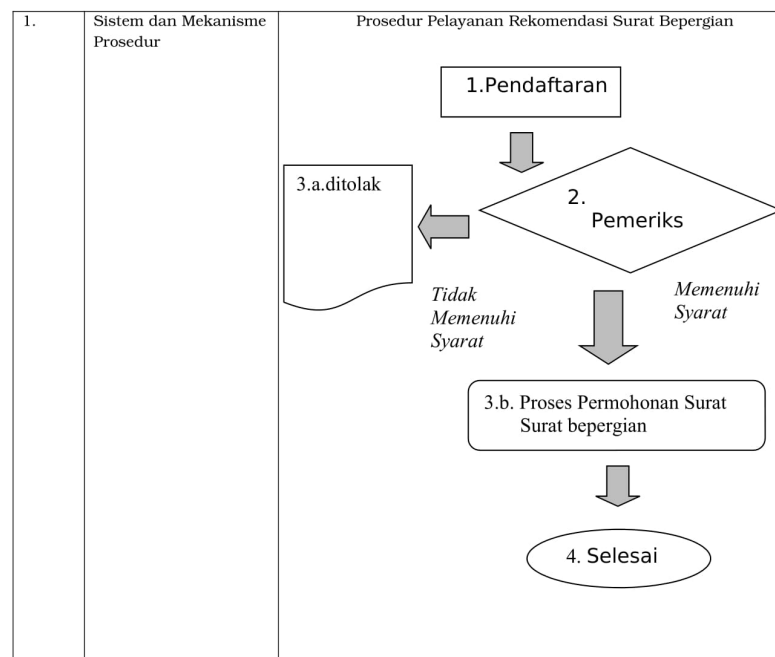 1.
Sistem dan Mekanisme
Prosedur
Prosedur Pelayanan Rekomendasi Surat Bepergian
1.Pendaftaran
2.
Pemeriks
3.a.ditolak
Tidak
Memenuhi
Syarat
Memenuhi
Syarat
3.b. Proses Permohonan Surat
Surat bepergian
4. Selesai